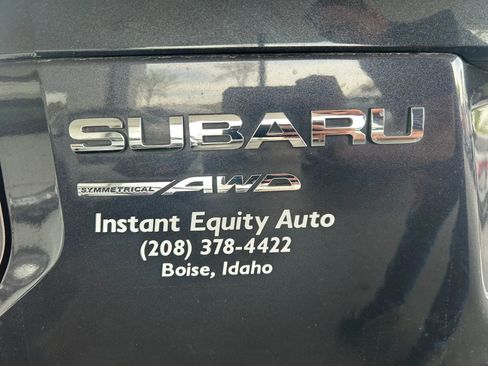 SUBARU
SYMMETRICAL AWD
Instant Equity Auto
(208) 378-4422
Boise, Idaho